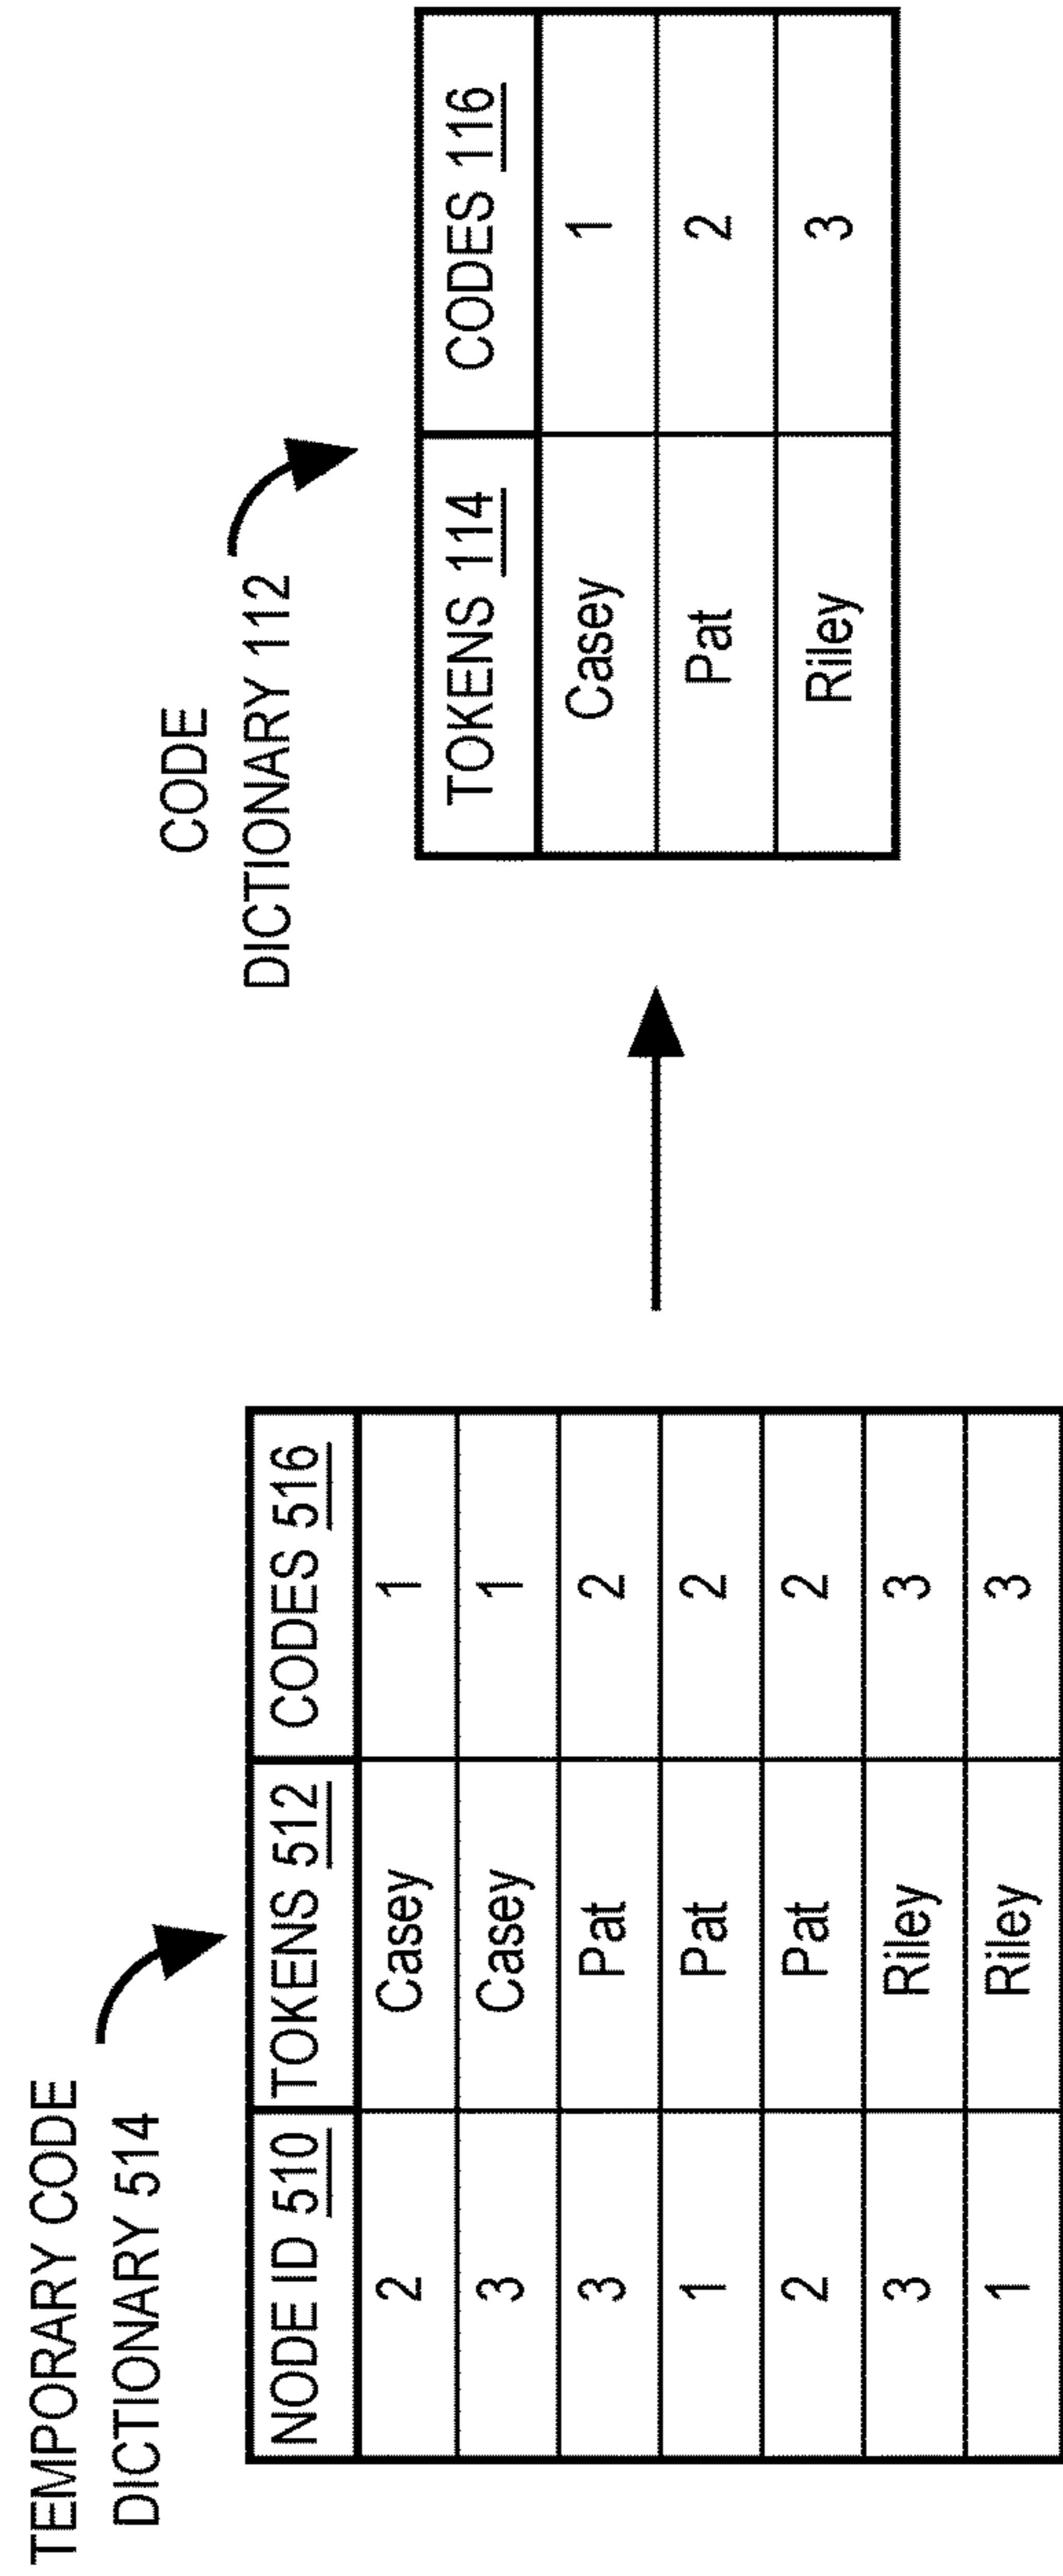 TEMPORARY CODE
DICTIONARY 514
NODE ID 510 TOKENS 512 CODES 516
2 Casey 1
3 Casey 1
3 Pat 2
1 Pat 2
2 Pat 2
3 Riley 3
1 Riley 3
CODE
DICTIONARY 112
TOKENS 114 CODES 116
Casey 1
Pat 2
Riley 3